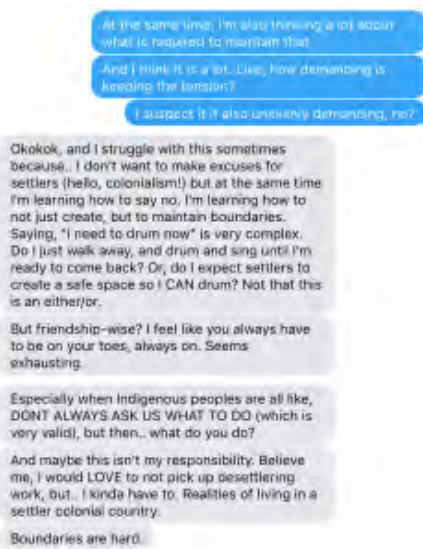 At the same time, I'm also thinking a lot about
what is required to maintain that
And I think it is a lot. Like, how demanding is
keeping the tension?
I suspect it if also unevenly demanding, no?
Okokok, and I struggle with this sometimes
because.. I don't want to make excuses for
settlers (hello, colonialism!) but at the same time
I'm learning how to say no. I'm learning how to
not just create, but to maintain boundaries.
Saying, "I need to drum now" is very complex.
Do I just walk away, and drum and sing until I'm
ready to come back? Or, do I expect settlers to
create a safe space so I CAN drum? Not that this
is an either/or.
But friendship-wise? I feel like you always have
to be on your toes, always on. Seems
exhausting.
Especially when Indigenous peoples are all like,
DONT ALWAYS ASK US WHAT TO DO (which is
very valid), but then.. what do you do?
And maybe this isn't my responsibility. Believe
me, I would LOVE to not pick up desettlering
work, but.. I kinda have to. Realities of living in a
settler colonial country.
Boundaries are hard.